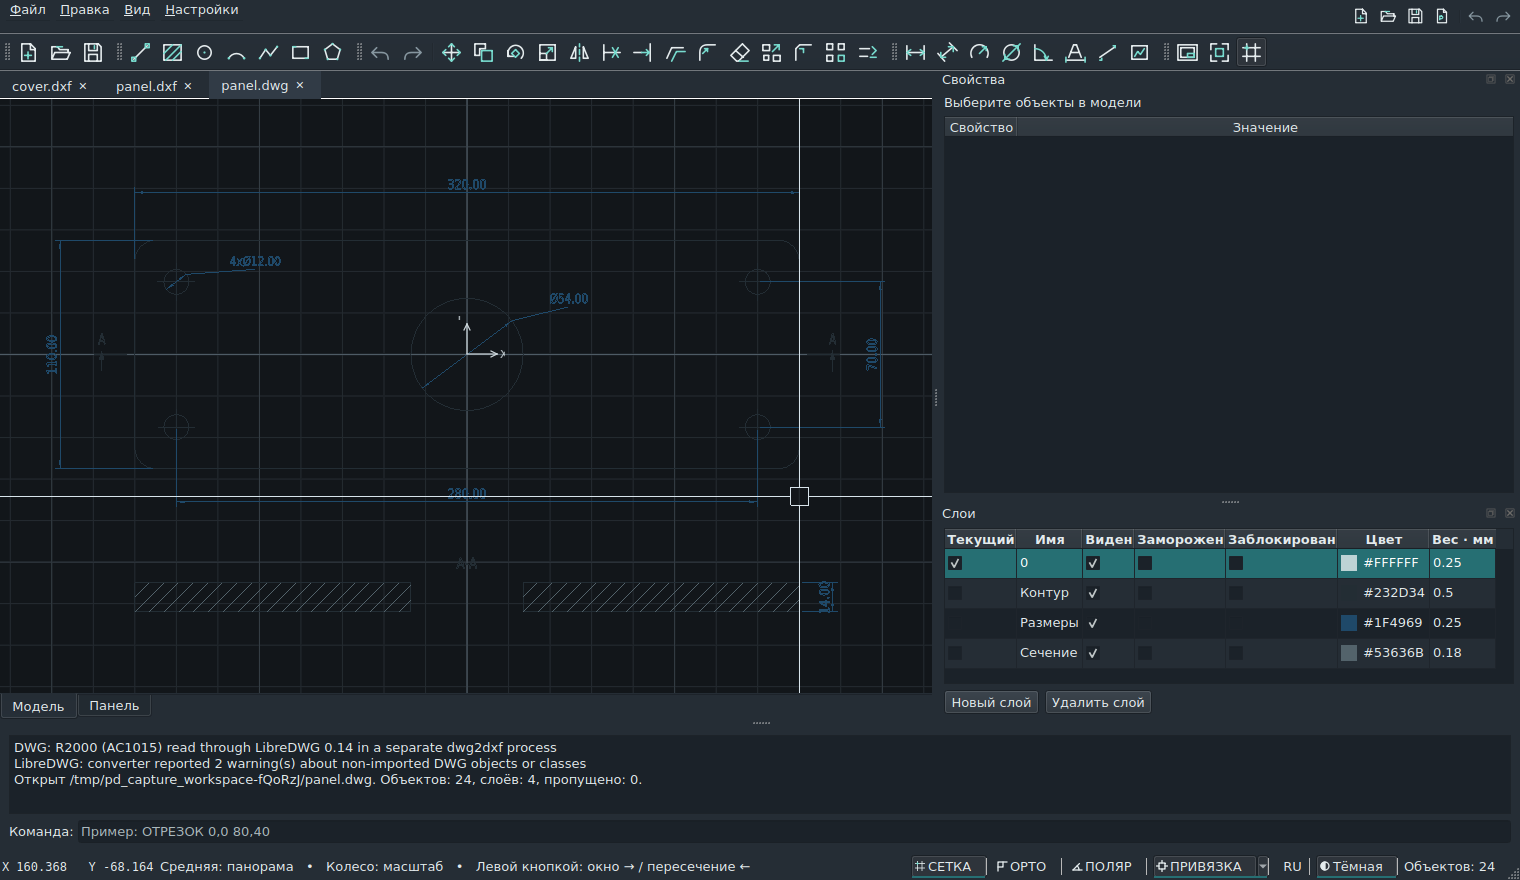 Файл Правка Вид Настройки
cover.dxf × panel.dxf × panel.dwg ×
Свойства
Выберите объекты в модели
Свойство Значение
320.00
4xØ12.00
Ø54.00
110.00
A
A
70.00
X
280.00
A-A
14.00
Слои
Текущий Имя Виден Заморожен Заблокирован Цвет Вес · мм
0 #FFFFFF 0.25
Контур #232D34 0.5
Размеры #1F4969 0.25
Сечение #53636B 0.18
Новый слой Удалить слой
Модель Панель
DWG: R2000 (AC1015) read through LibreDWG 0.14 in a separate dwg2dxf process
LibreDWG: converter reported 2 warning(s) about non-imported DWG objects or classes
Открыт /tmp/pd_capture_workspace-fQoRzJ/panel.dwg. Объектов: 24, слоёв: 4, пропущено: 0.
Команда: Пример: ОТРЕЗОК 0,0 80,40
X 160.368 Y -68.164 Средняя: панорама • Колесо: масштаб • Левой кнопкой: окно → / пересечение ← СЕТКА ОРТО ПОЛЯР ПРИВЯЗКА RU Тёмная Объектов: 24